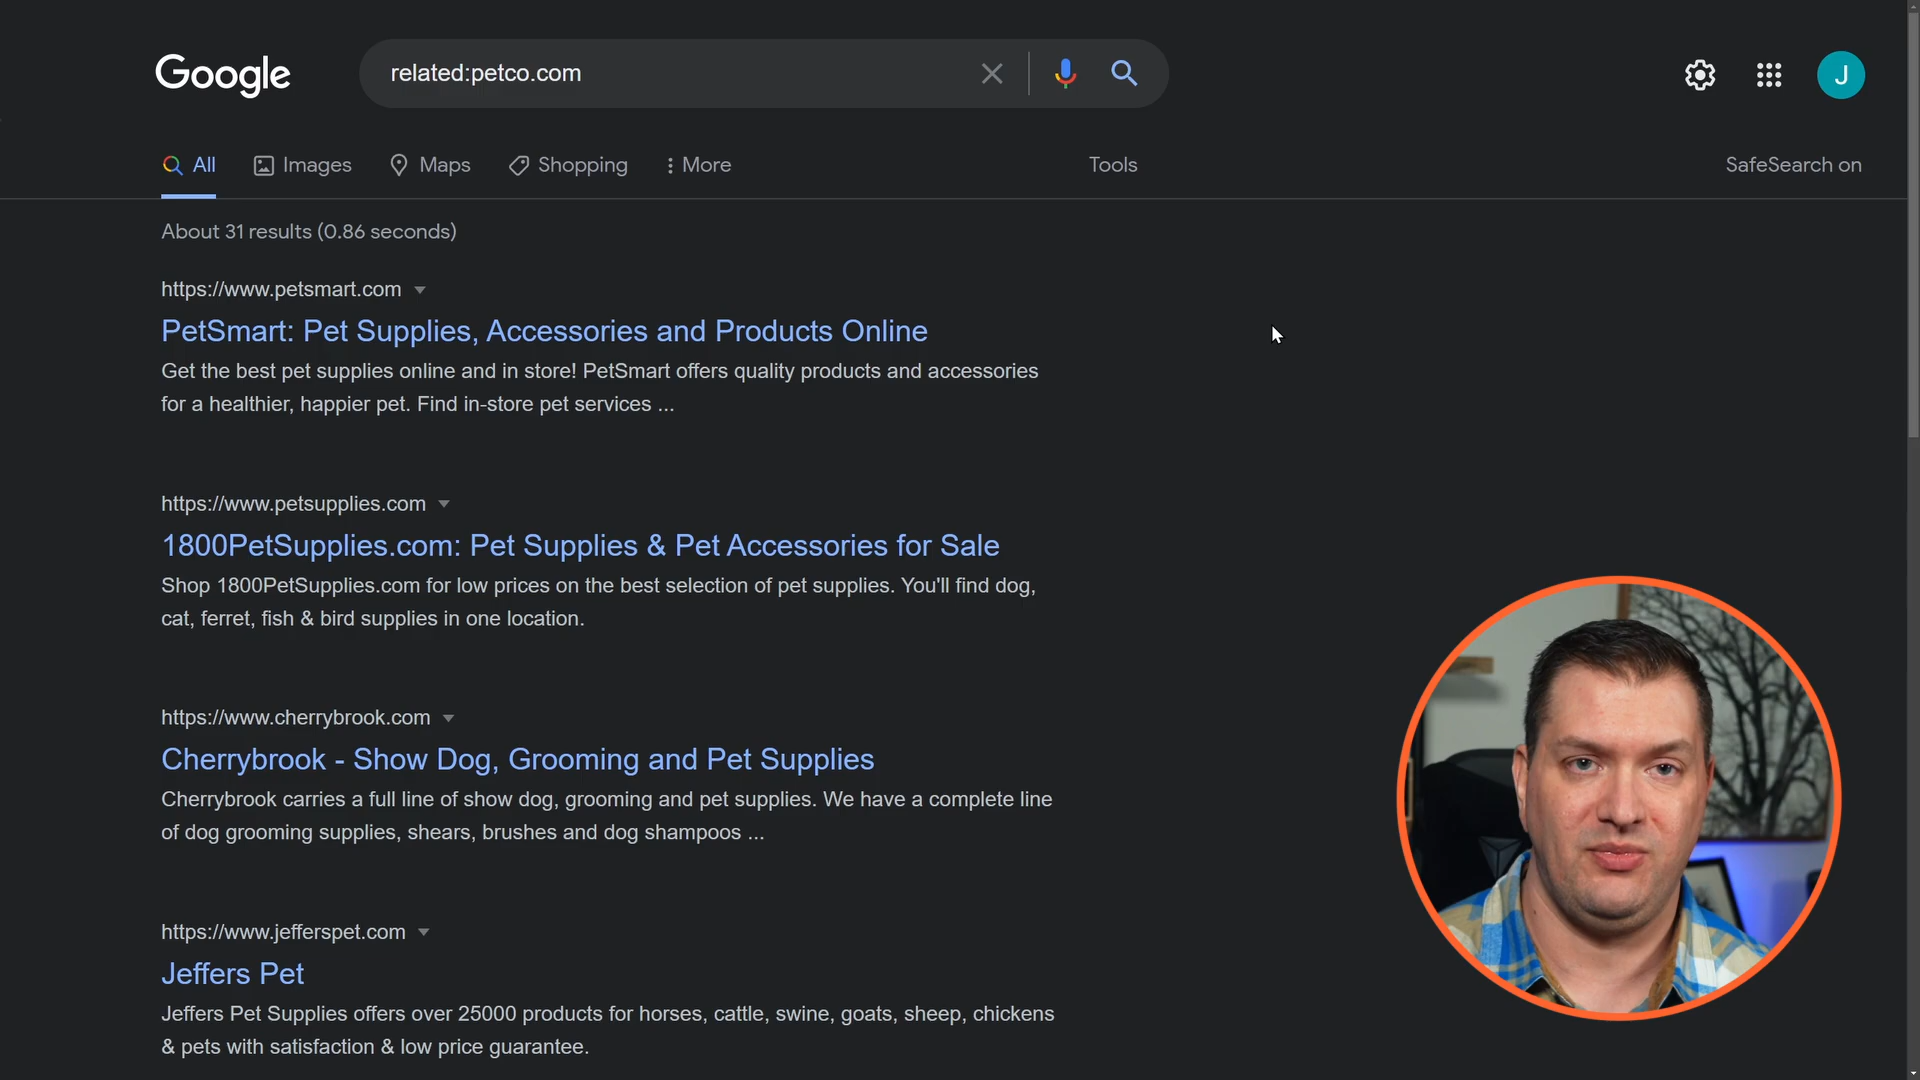 Google
related:petco.com
J
All
Images
Maps
Shopping
More
Tools
SafeSearch on
About 31 results (0.86 seconds)
https://www.petsmart.com
PetSmart: Pet Supplies, Accessories and Products Online
Get the best pet supplies online and in store! PetSmart offers quality products and accessories
for a healthier, happier pet. Find in-store pet services ...
https://www.petsupplies.com
1800PetSupplies.com: Pet Supplies & Pet Accessories for Sale
Shop 1800PetSupplies.com for low prices on the best selection of pet supplies. You'll find dog,
cat, ferret, fish & bird supplies in one location.
https://www.cherrybrook.com
Cherrybrook - Show Dog, Grooming and Pet Supplies
Cherrybrook carries a full line of show dog, grooming and pet supplies. We have a complete line
of dog grooming supplies, shears, brushes and dog shampoos ...
https://www.jefferspet.com
Jeffers Pet
Jeffers Pet Supplies offers over 25000 products for horses, cattle, swine, goats, sheep, chickens
& pets with satisfaction & low price guarantee.